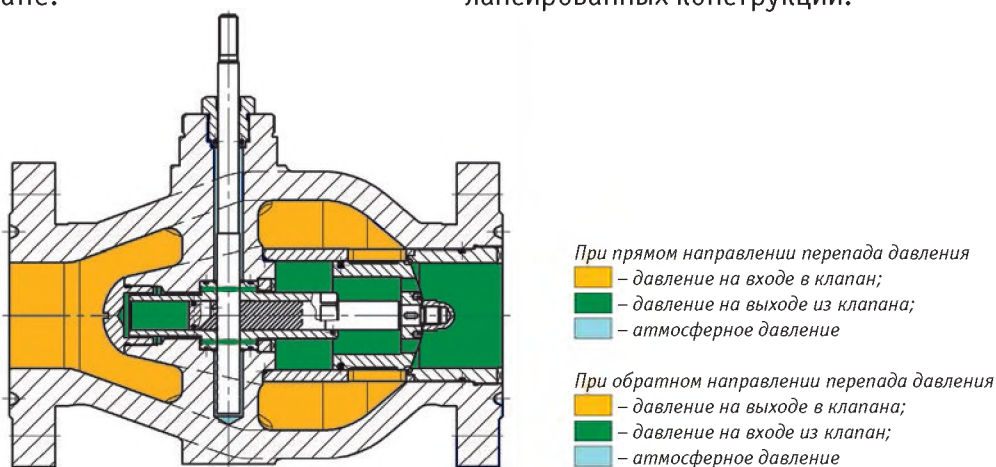 При прямом направлении перепада давления
– давление на входе в клапан;
– давление на выходе из клапана;
– атмосферное давление
При обратном направлении перепада давления
– давление на выходе в клапана;
– давление на входе из клапан;
– атмосферное давление